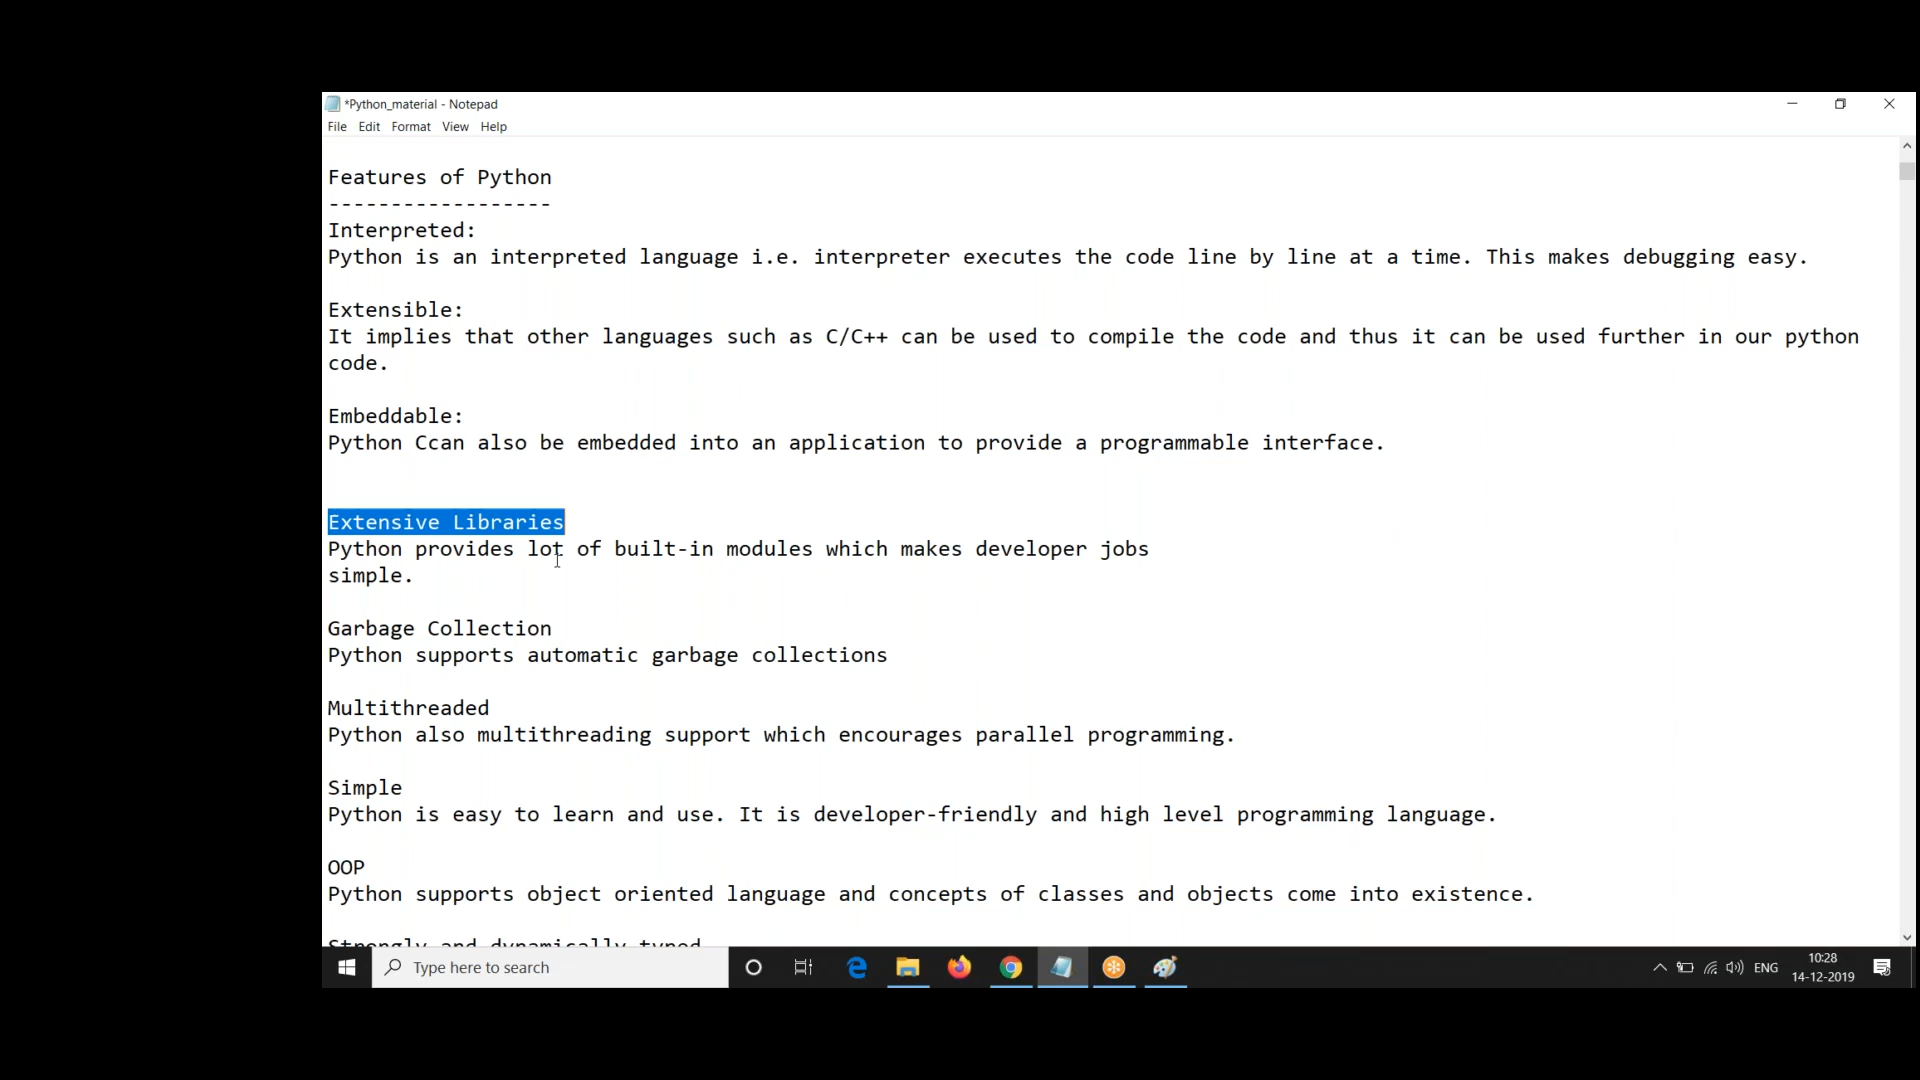 *Python_material - Notepad
File Edit Format View Help
Features of Python
------------------
Interpreted:
Python is an interpreted language i.e. interpreter executes the code line by line at a time. This makes debugging easy.
Extensible:
It implies that other languages such as C/C++ can be used to compile the code and thus it can be used further in our python
code.
Embeddable:
Python Ccan also be embedded into an application to provide a programmable interface.
Extensive Libraries
Python provides lot of built-in modules which makes developer jobs
simple.
Garbage Collection
Python supports automatic garbage collections
Multithreaded
Python also multithreading support which encourages parallel programming.
Simple
Python is easy to learn and use. It is developer-friendly and high level programming language.
OOP
Python supports object oriented language and concepts of classes and objects come into existence.
Strongly and dynamically typed
Type here to search
ENG
10:28
14-12-2019